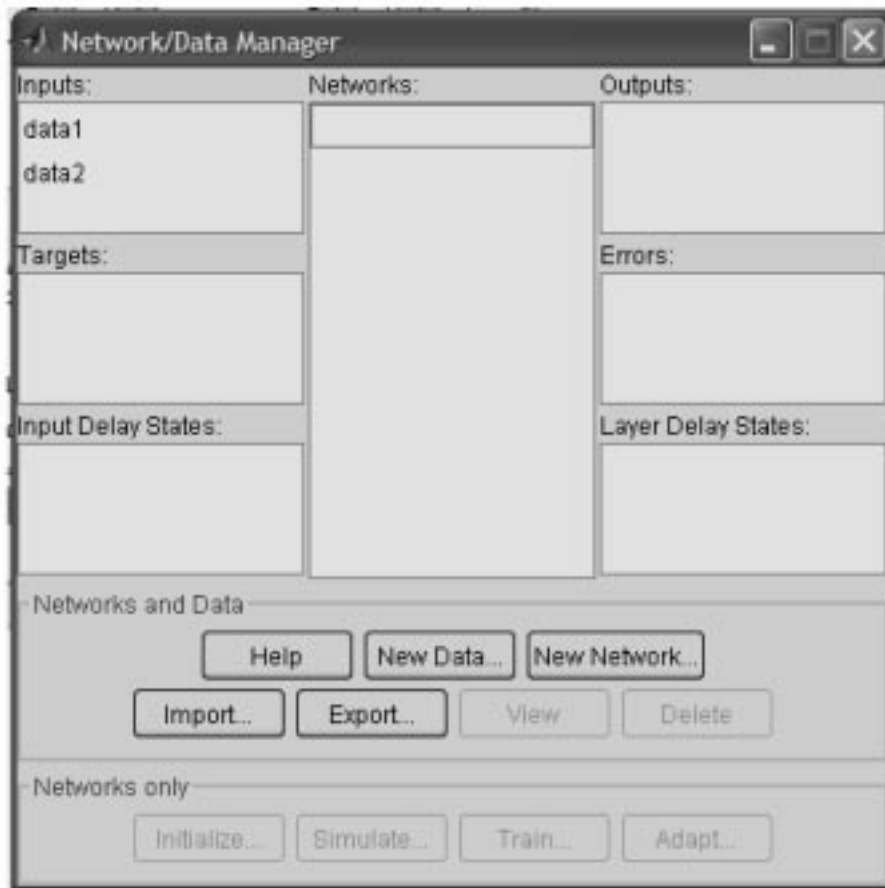 Network/Data Manager
Inputs: Networks: Outputs:
data1
data2
Targets: Errors:
Input Delay States: Layer Delay States:
Networks and Data
Help New Data... New Network...
Import... Export... View Delete
Networks only
Initialize... Simulate... Train... Adapt...